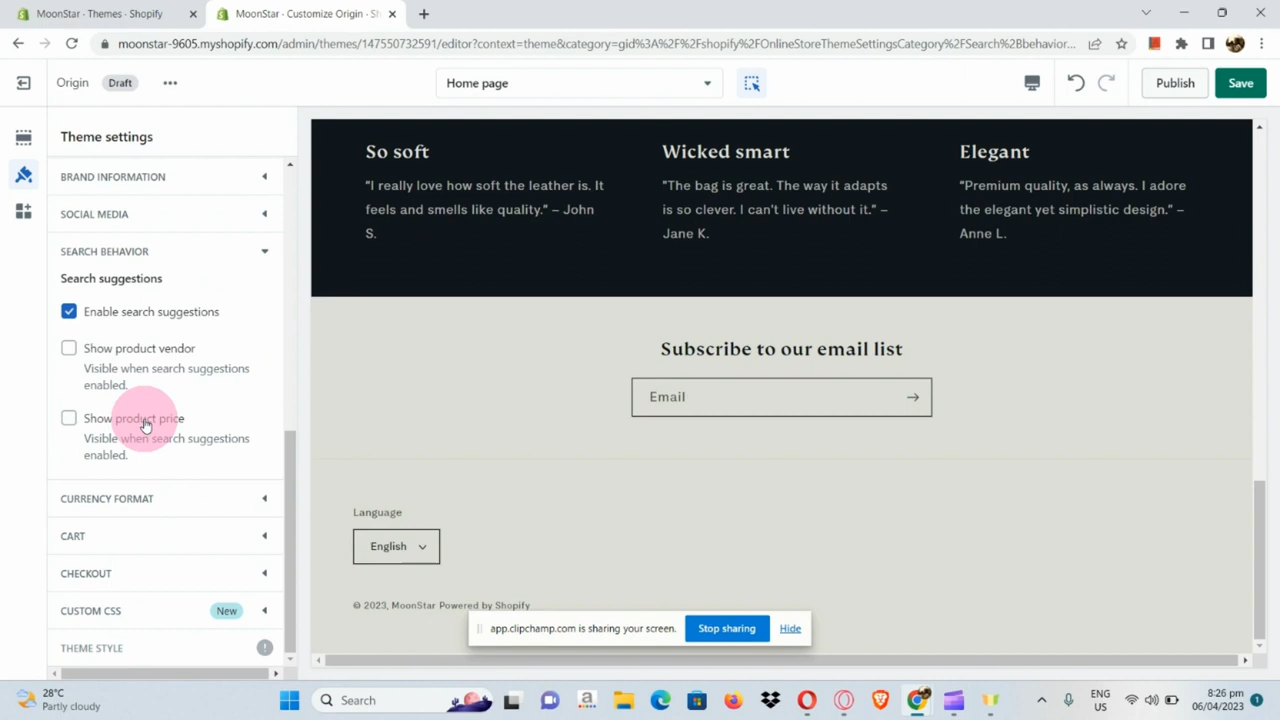 MoonStar - Themes - Shopify
MoonStar - Customize Origin - Sh
moonstar-9605.myshopify.com/admin/themes/147550732591/editor?context=theme&category=gid%3A%2F%2Fshopify%2FOnlineStoreThemeSettingsCategory%2FSearch%2Bbehavior...
Origin
Draft
Home page
Publish
Save
Theme settings
BRAND INFORMATION
SOCIAL MEDIA
SEARCH BEHAVIOR
Search suggestions
Enable search suggestions
Show product vendor
Visible when search suggestions
enabled.
Show product price
Visible when search suggestions
enabled.
CURRENCY FORMAT
CART
CHECKOUT
CUSTOM CSS
New
THEME STYLE
So soft
"I really love how soft the leather is. It
feels and smells like quality." – John
S.
Wicked smart
"The bag is great. The way it adapts
is so clever. I can't live without it." –
Jane K.
Elegant
"Premium quality, as always. I adore
the elegant yet simplistic design." –
Anne L.
Subscribe to our email list
Email
Language
English
© 2023, MoonStar Powered by Shopify
app.clipchamp.com is sharing your screen.
Stop sharing
Hide
28°C
Partly cloudy
Search
ENG
US
8:26 pm
06/04/2023
1